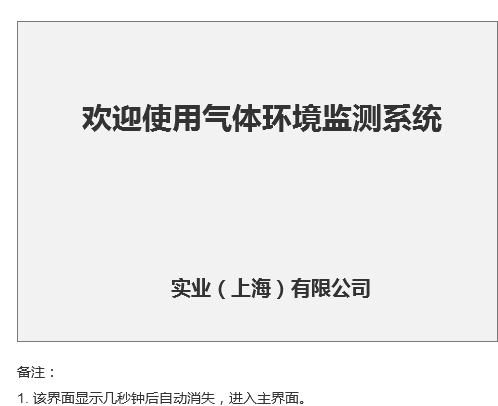 欢迎使用气体环境监测系统
实业（上海）有限公司
备注：
1. 该界面显示几秒钟后自动消失，进入主界面。